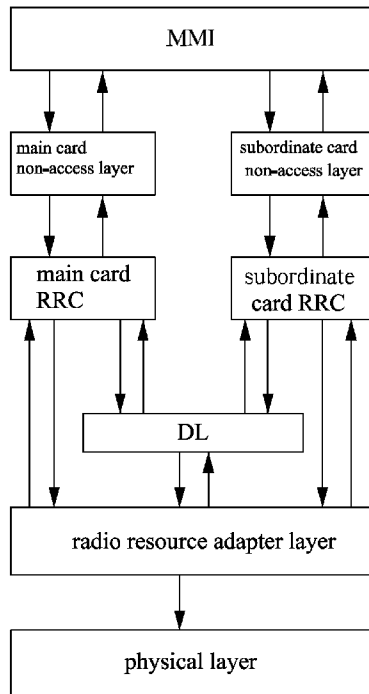 MMI
main card
non-access layer
subordinate card
non-access layer
main card
RRC
subordinate
card RRC
DL
radio resource adapter layer
physical layer